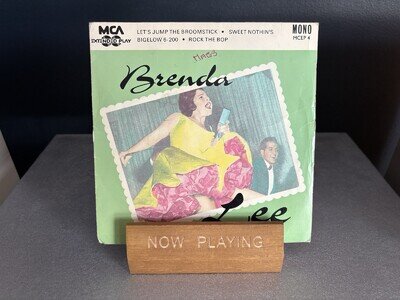 MCA
EXTENDED PLAY
LET'S JUMP THE BROOMSTICK • SWEET NOTHIN'S
BIGELOW 6-200 • ROCK THE BOP
MONO
MCEP 4
MAGS
Brenda
Lee
NOW PLAYING